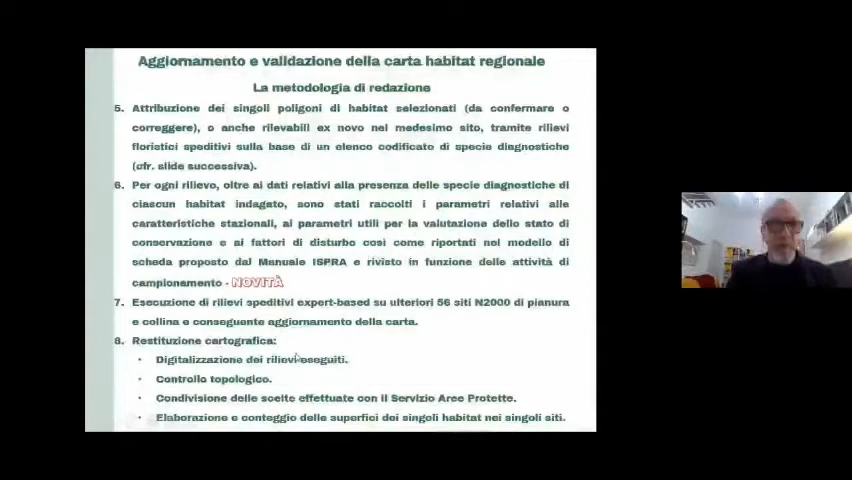 Aggiornamento e validazione della carta habitat regionale
La metodologia di redazione
5. Attribuzione dei singoli poligoni di habitat selezionati (da confermare o
correggere), o anche rilevabili ex novo nel medesimo sito, tramite rilievi
floristici speditivi sulla base di un elenco codificato di specie diagnostiche
(cfr. slide successiva).
6. Per ogni rilievo, oltre ai dati relativi alla presenza delle specie diagnostiche di
ciascun habitat indagato, sono stati raccolti i parametri relativi alle
caratteristiche stazionali, ai parametri utili per la valutazione dello stato di
conservazione e ai fattori di disturbo così come riportati nel modello di
scheda proposto dal Manuale ISPRA e rivisto in funzione delle attività di
campionamento - NOVITÀ
7. Esecuzione di rilievi speditivi expert-based su ulteriori 56 siti N2000 di pianura
e collina e conseguente aggiornamento della carta.
8. Restituzione cartografica:
• Digitalizzazione dei rilievi eseguiti.
• Controllo topologico.
• Condivisione delle scelte effettuate con il Servizio Aree Protette.
• Elaborazione e conteggio delle superfici dei singoli habitat nei singoli siti.